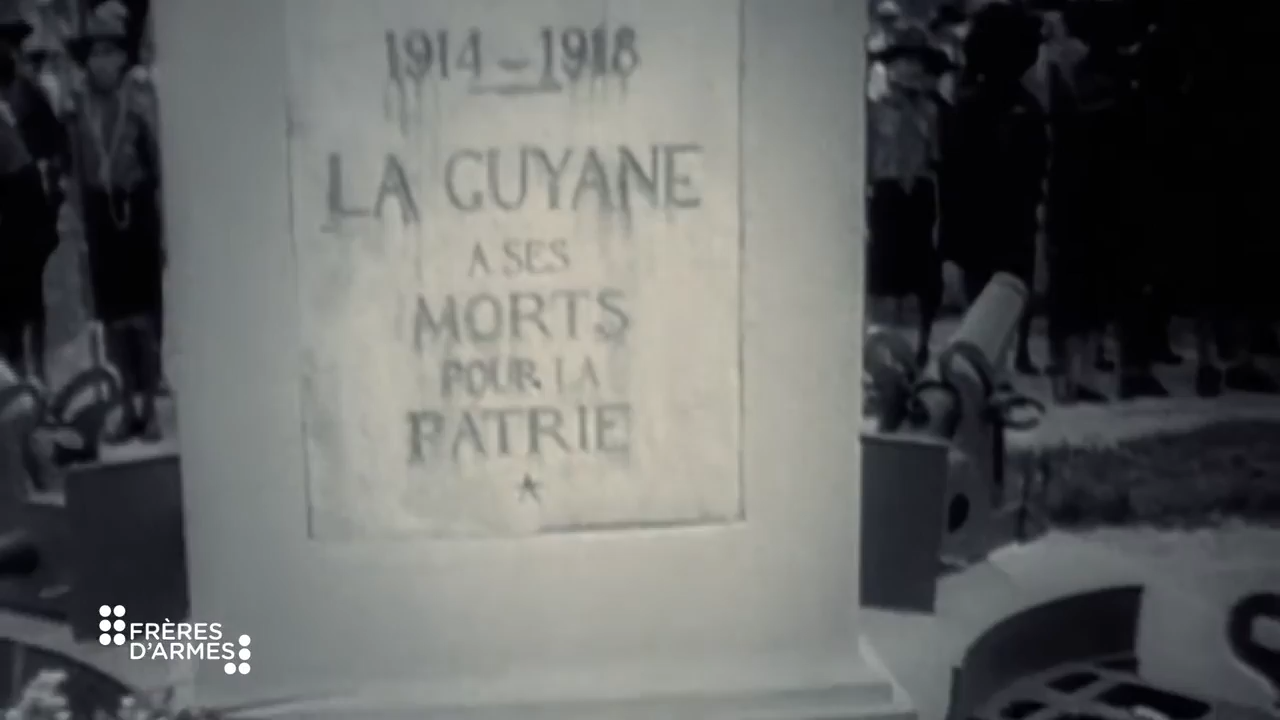 1914-1918
LA GUYANE
A SES
MORTS
POUR LA
PATRIE
FRÈRES
D'ARMES